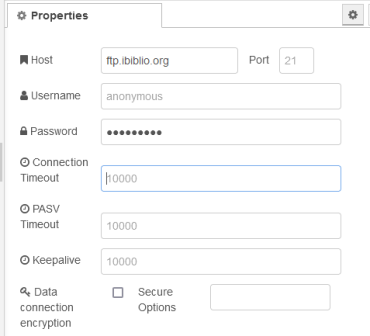 Properties
Host ftp.ibiblio.org Port 21
Username anonymous
Password •••••••••
Connection
Timeout 10000
PASV
Timeout 10000
Keepalive 10000
Data Secure
connection Options
encryption